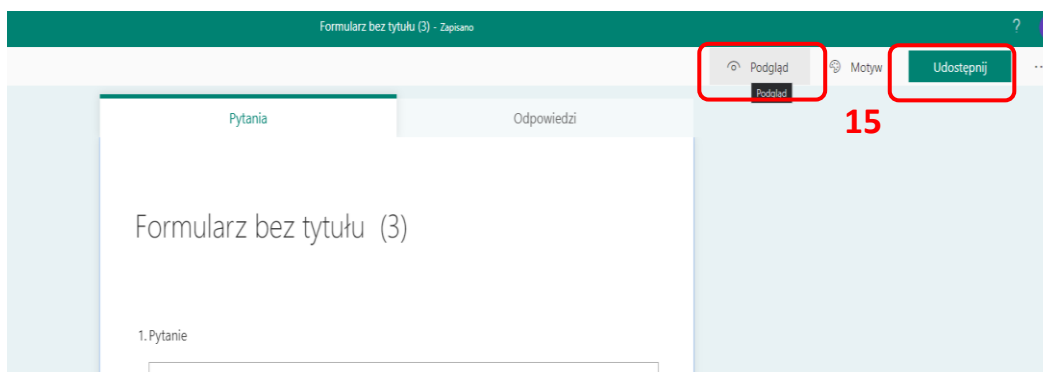 Formularz bez tytułu (3) - Zapisano ?
Podgląd Motyw Udostępnij ...
Podgląd
15
Pytania Odpowiedzi
Formularz bez tytułu (3)
1. Pytanie